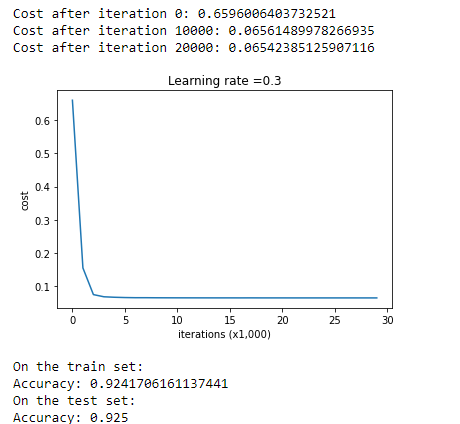 Cost after iteration 0: 0.6596006403732521
Cost after iteration 10000: 0.06561489978266935
Cost after iteration 20000: 0.06542385125907116
Learning rate =0.3
0.6
0.5
0.4
0.3
0.2
0.1
cost
0 5 10 15 20 25 30
iterations (x1,000)
On the train set:
Accuracy: 0.9241706161137441
On the test set:
Accuracy: 0.925